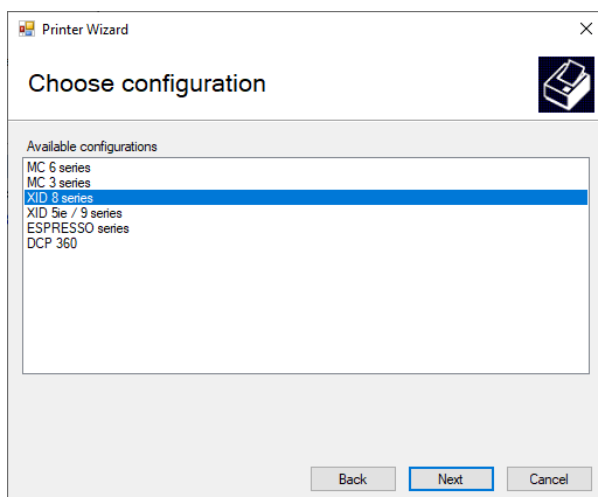 Printer Wizard
Choose configuration
Available configurations
MC 6 series
MC 3 series
XID 8 series
XID 5ie / 9 series
ESPRESSO series
DCP 360
Back Next Cancel